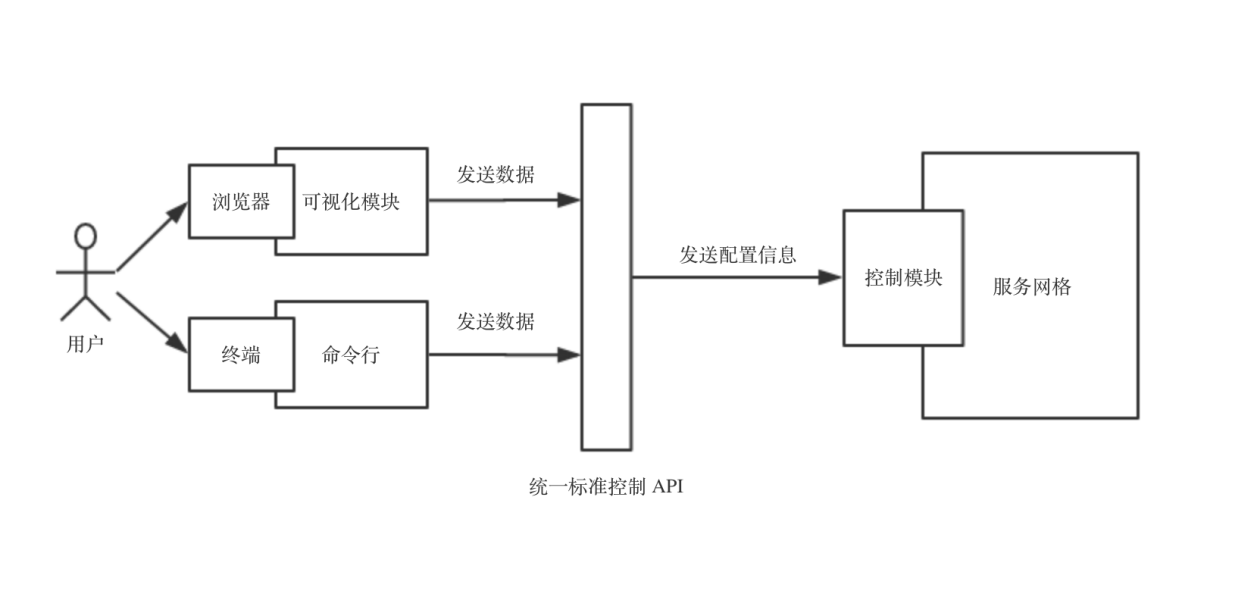 发送数据
浏览器
可视化模块
发送配置信息
控制模块
服务网格
发送数据
用户
终端
命令行
统一标准控制 API